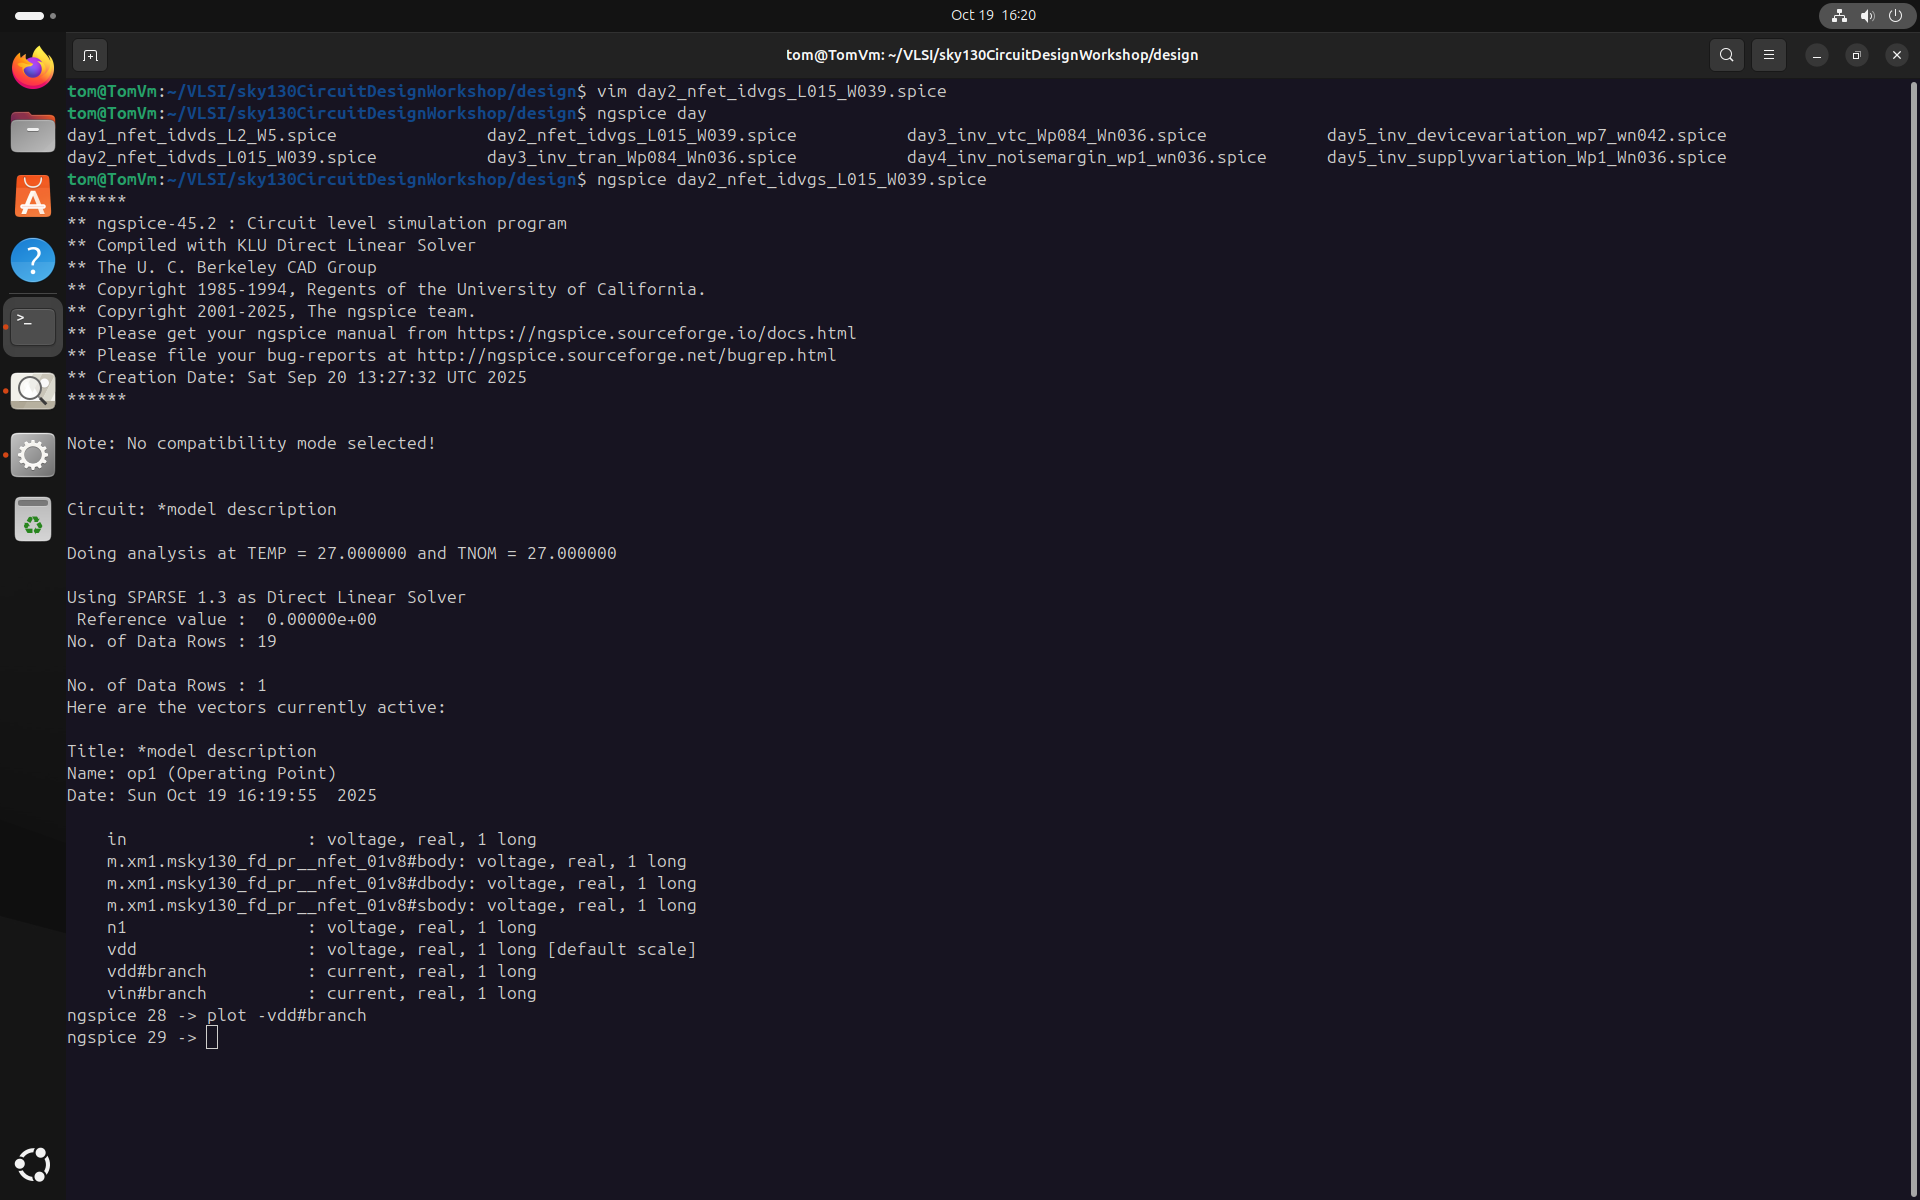 Oct 19 16:20
tom@TomVm: ~/VLSI/sky130CircuitDesignWorkshop/design
tom@TomVm:~/VLSI/sky130CircuitDesignWorkshop/design$ vim day2_nfet_idvgs_L015_W039.spice
tom@TomVm:~/VLSI/sky130CircuitDesignWorkshop/design$ ngspice day
day1_nfet_idvds_L2_W5.spice day2_nfet_idvgs_L015_W039.spice day3_inv_vtc_Wp084_Wn036.spice day5_inv_devicevariation_wp7_wn042.spice
day2_nfet_idvds_L015_W039.spice day3_inv_tran_Wp084_Wn036.spice day4_inv_noisemargin_wp1_wn036.spice day5_inv_supplyvariation_Wp1_Wn036.spice
tom@TomVm:~/VLSI/sky130CircuitDesignWorkshop/design$ ngspice day2_nfet_idvgs_L015_W039.spice
******
** ngspice-45.2 : Circuit level simulation program
** Compiled with KLU Direct Linear Solver
** The U. C. Berkeley CAD Group
** Copyright 1985-1994, Regents of the University of California.
** Copyright 2001-2025, The ngspice team.
** Please get your ngspice manual from https://ngspice.sourceforge.io/docs.html
** Please file your bug-reports at http://ngspice.sourceforge.net/bugrep.html
** Creation Date: Sat Sep 20 13:27:32 UTC 2025
******
Note: No compatibility mode selected!
Circuit: *model description
Doing analysis at TEMP = 27.000000 and TNOM = 27.000000
Using SPARSE 1.3 as Direct Linear Solver
Reference value : 0.00000e+00
No. of Data Rows : 19
No. of Data Rows : 1
Here are the vectors currently active:
Title: *model description
Name: op1 (Operating Point)
Date: Sun Oct 19 16:19:55 2025
in : voltage, real, 1 long
m.xm1.msky130_fd_pr__nfet_01v8#body: voltage, real, 1 long
m.xm1.msky130_fd_pr__nfet_01v8#dbody: voltage, real, 1 long
m.xm1.msky130_fd_pr__nfet_01v8#sbody: voltage, real, 1 long
n1 : voltage, real, 1 long
vdd : voltage, real, 1 long [default scale]
vdd#branch : current, real, 1 long
vin#branch : current, real, 1 long
ngspice 28 -> plot -vdd#branch
ngspice 29 ->